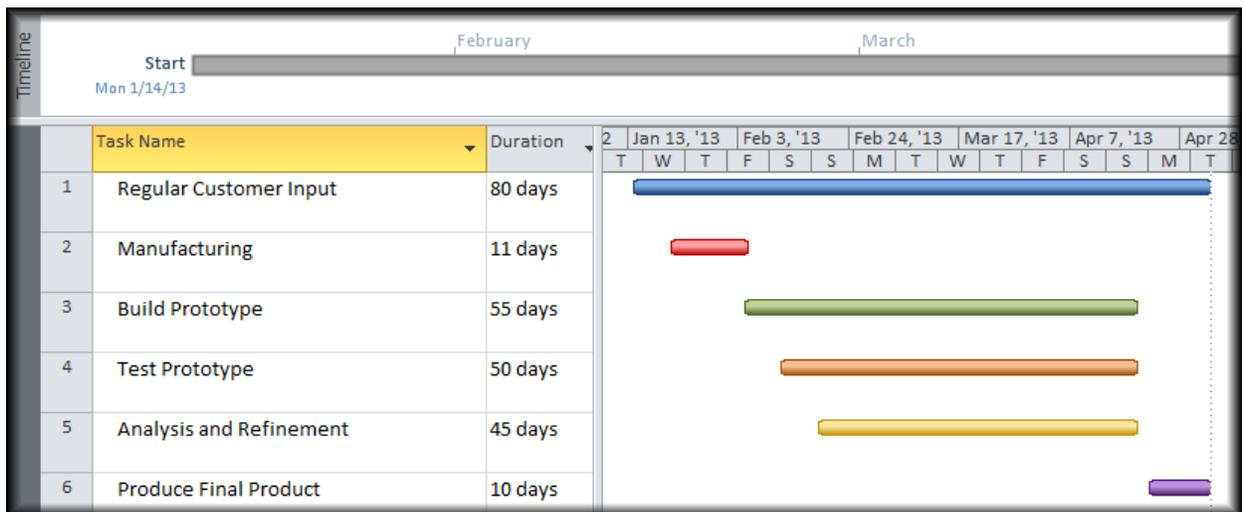 Timeline
February March
Start
Mon 1/14/13
Task Name Duration 2 Jan 13, '13 Feb 3, '13 Feb 24, '13 Mar 17, '13 Apr 7, '13 Apr 28
T W T F S S M T W T F S S M T
1 Regular Customer Input 80 days
2 Manufacturing 11 days
3 Build Prototype 55 days
4 Test Prototype 50 days
5 Analysis and Refinement 45 days
6 Produce Final Product 10 days